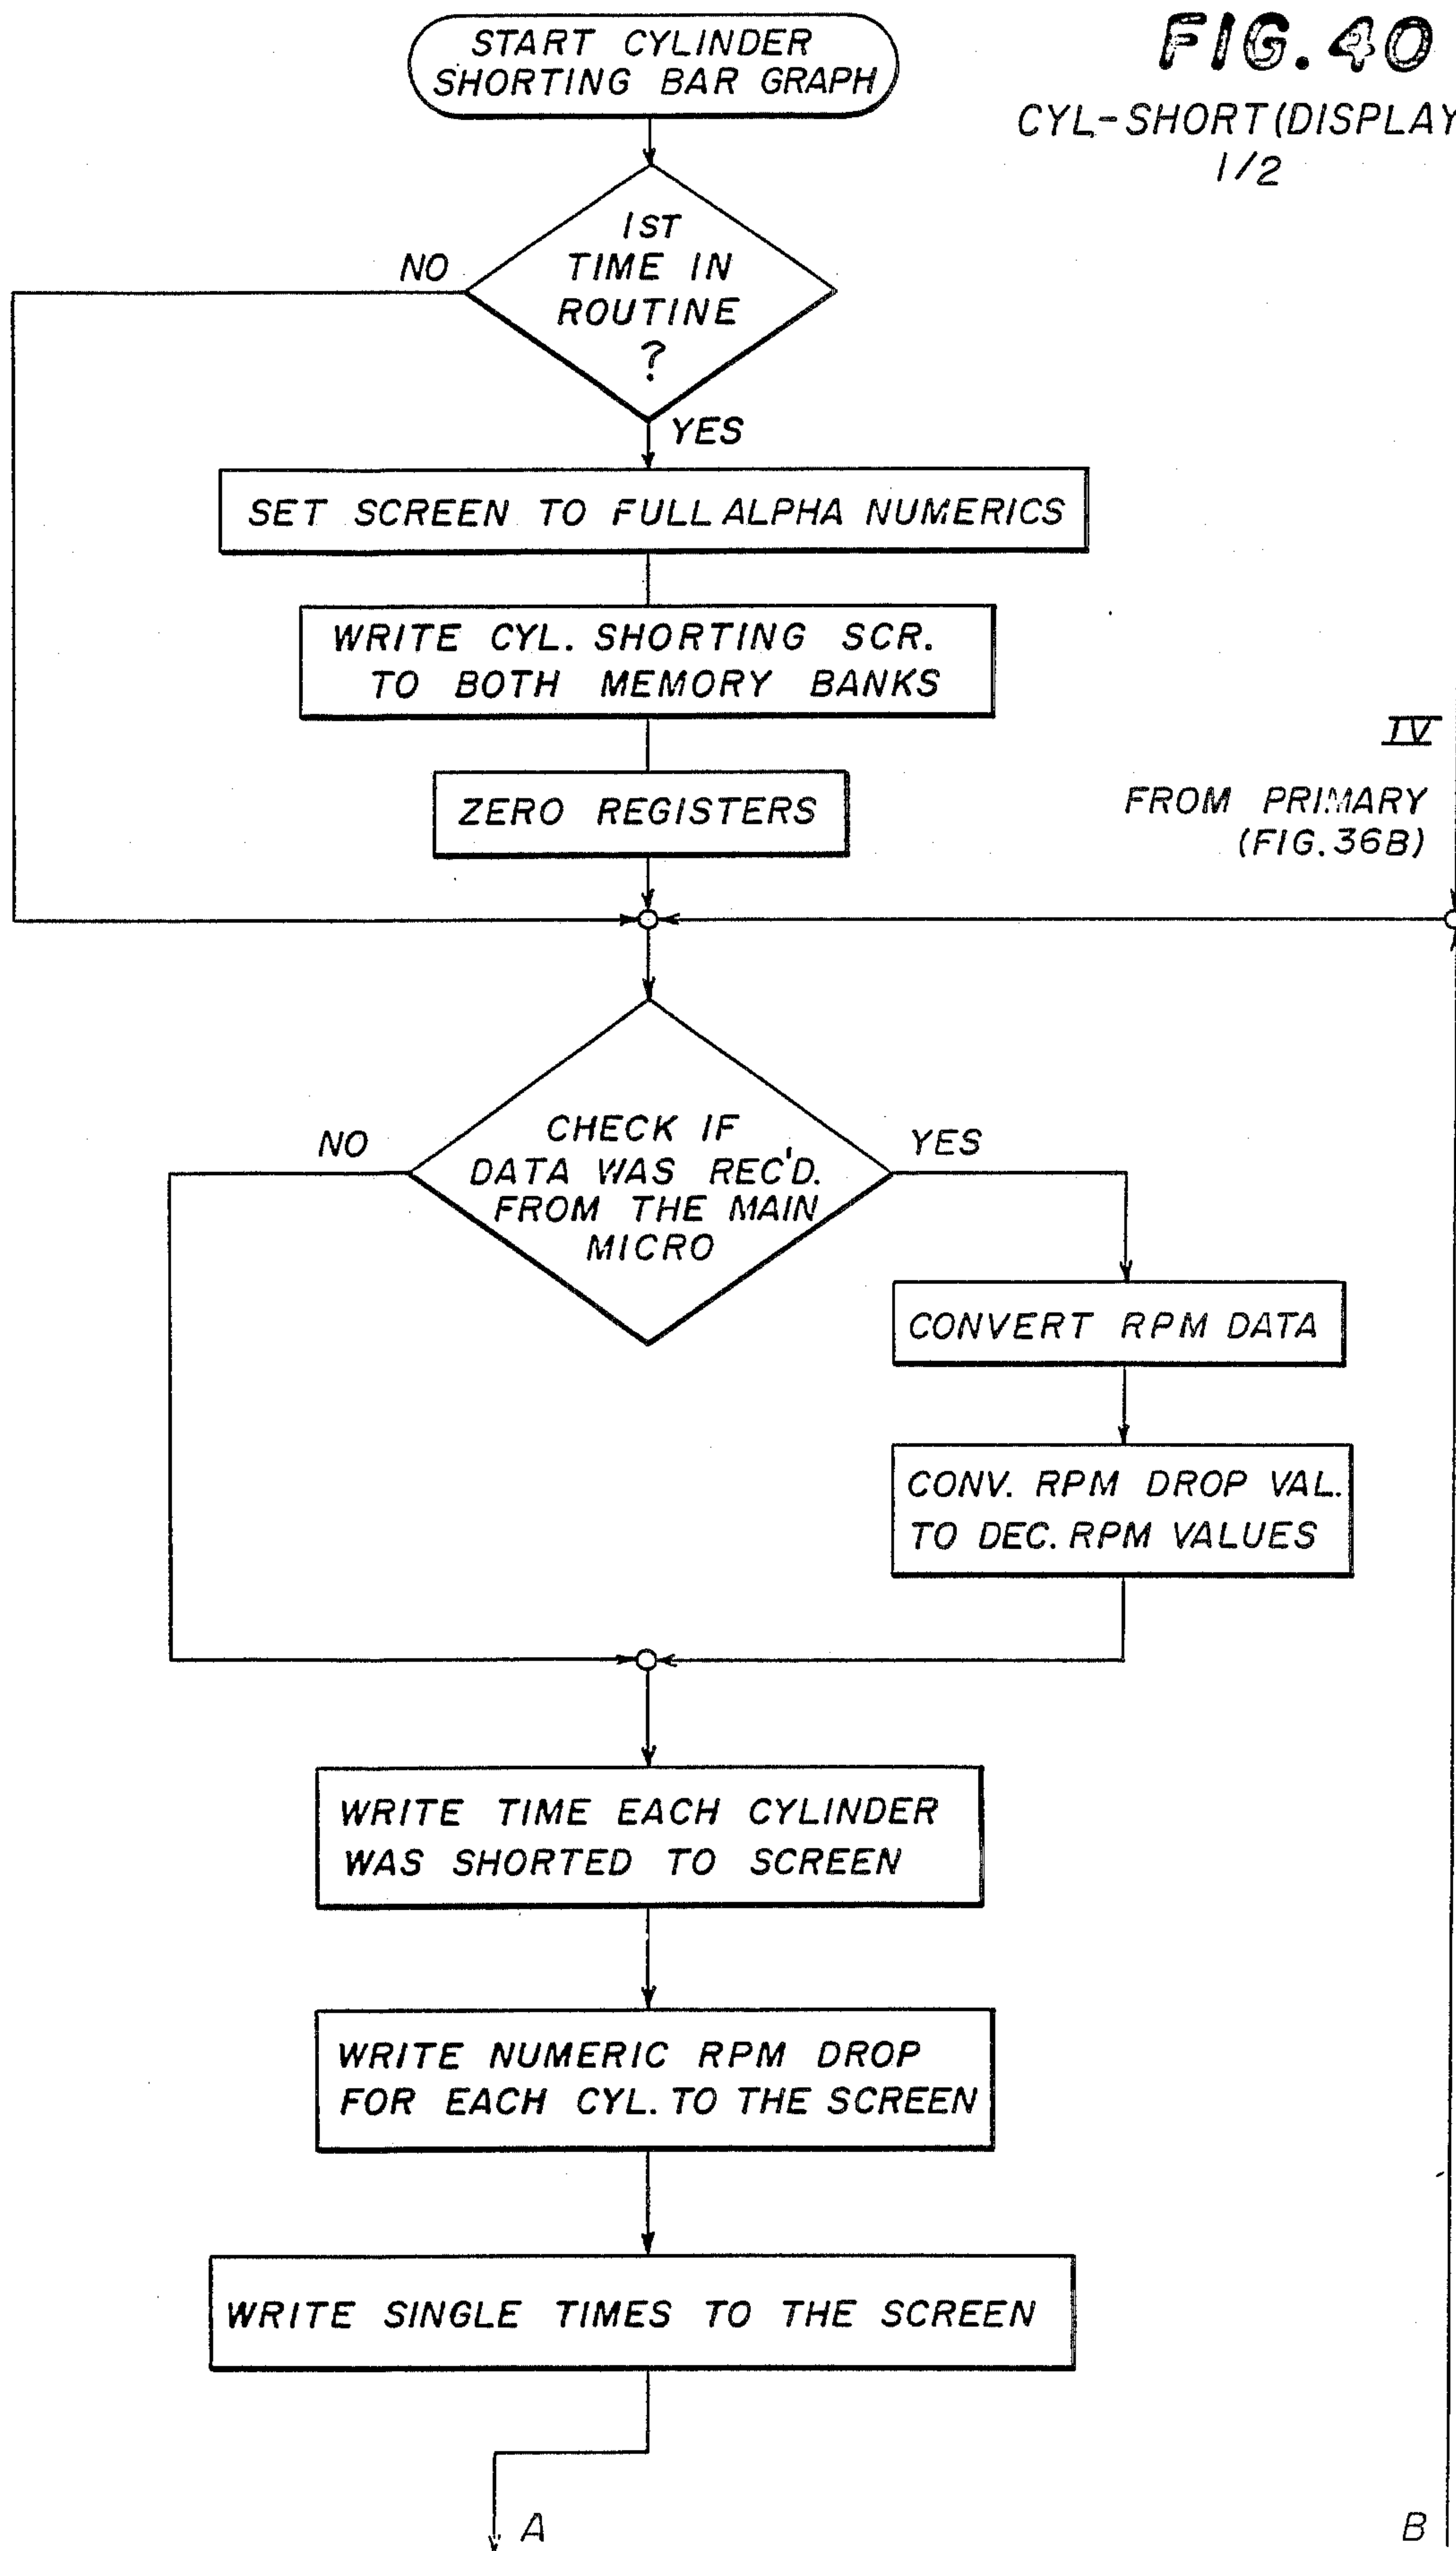 FIG. 40
CYL-SHORT (DISPLAY
1/2
START CYLINDER
SHORTING BAR GRAPH
1ST
TIME IN
ROUTINE
?
NO
YES
SET SCREEN TO FULL ALPHA NUMERICS
WRITE CYL. SHORTING SCR.
TO BOTH MEMORY BANKS
ZERO REGISTERS
IV
FROM PRIMARY
(FIG. 36B)
CHECK IF
DATA WAS REC'D.
FROM THE MAIN
MICRO
NO
YES
CONVERT RPM DATA
CONV. RPM DROP VAL.
TO DEC. RPM VALUES
WRITE TIME EACH CYLINDER
WAS SHORTED TO SCREEN
WRITE NUMERIC RPM DROP
FOR EACH CYL. TO THE SCREEN
WRITE SINGLE TIMES TO THE SCREEN
A
B